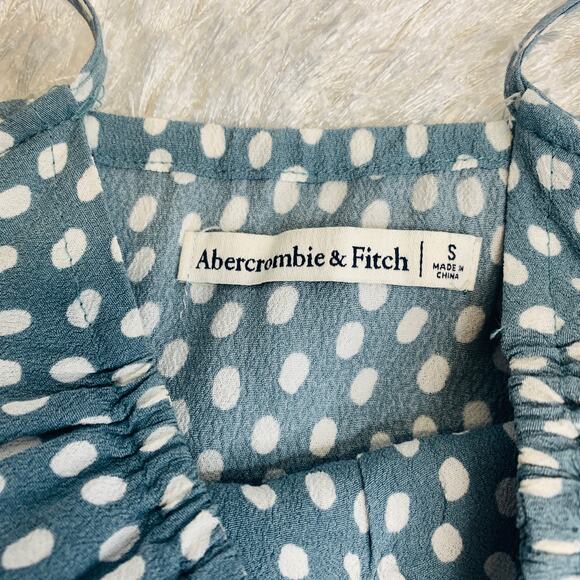 Abercrombie & Fitch
S
MADE IN
CHINA